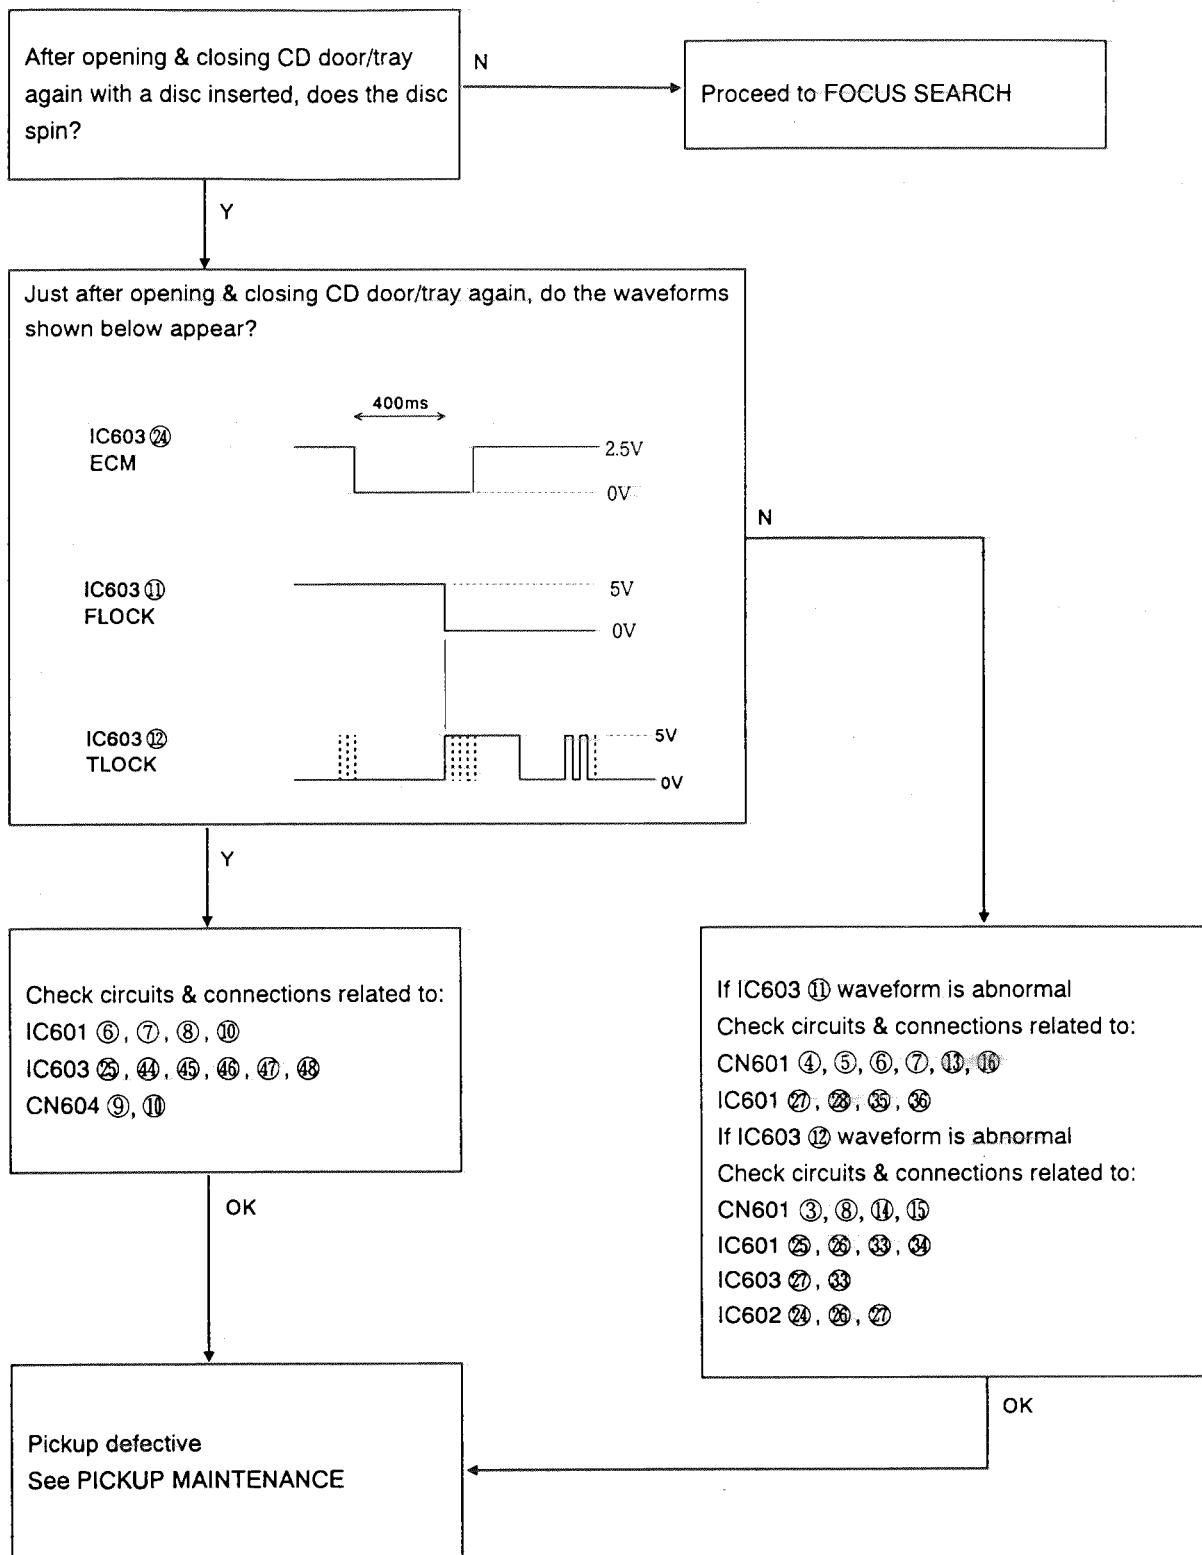 After opening & closing CD door/tray
again with a disc inserted, does the disc
spin?
N
Proceed to FOCUS SEARCH
Y
Just after opening & closing CD door/tray again, do the waveforms
shown below appear?
400ms
IC603 ㉔
ECM
2.5V
0V
N
IC603 ⑪
FLOCK
5V
0V
IC603 ⑫
TLOCK
5V
0V
Y
Check circuits & connections related to:
IC601 ⑥, ⑦, ⑧, ⑩
IC603 ㉕, ㊹, ㊺, ㊻, ㊼, ㊽
CN604 ⑨, ⑩
OK
If IC603 ⑪ waveform is abnormal
Check circuits & connections related to:
CN601 ④, ⑤, ⑥, ⑦, ⑬, ⑯
IC601 ㉗, ㉘, ㉟, ㊱
If IC603 ⑫ waveform is abnormal
Check circuits & connections related to:
CN601 ③, ⑧, ⑭, ⑮
IC601 ㉕, ㉖, ㉝, ㉞
IC603 ㉗, ㉝
IC602 ㉔, ㉖, ㉗
OK
Pickup defective
See PICKUP MAINTENANCE